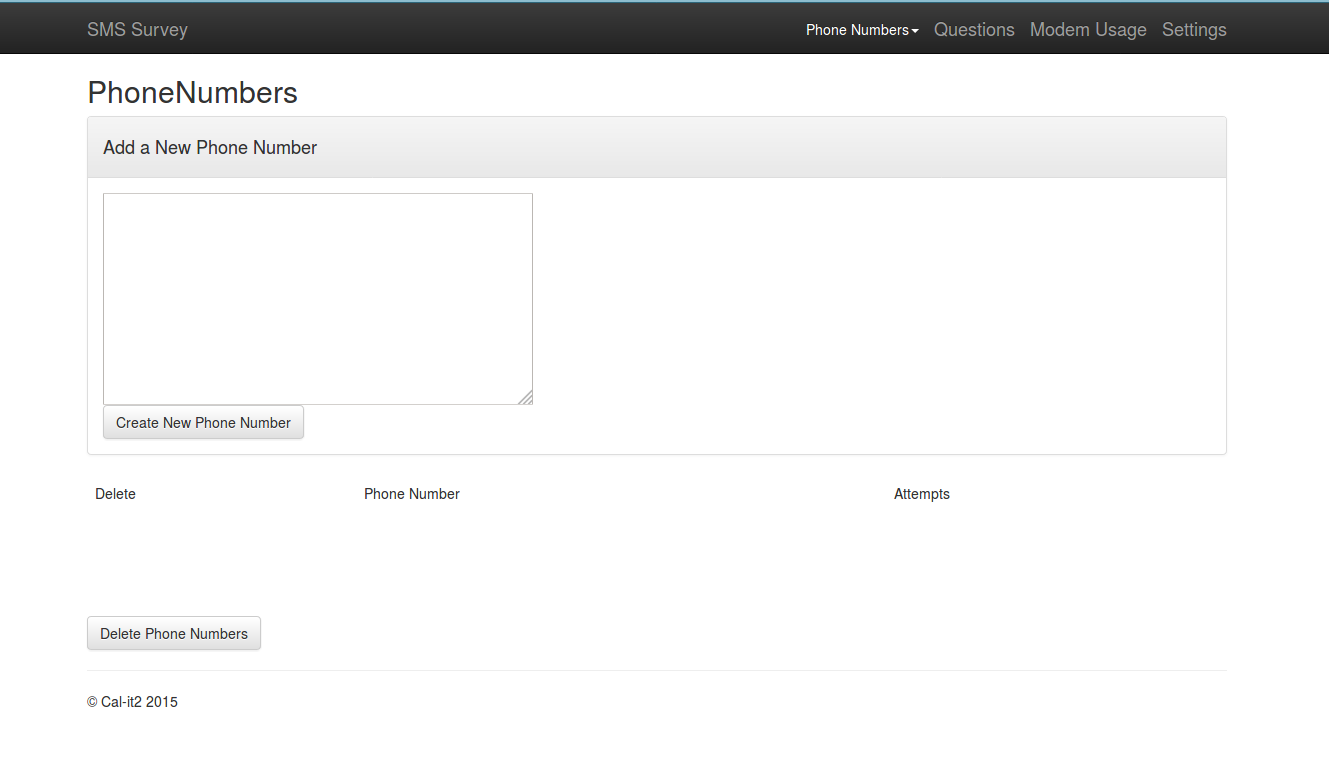 SMS Survey Phone Numbers Questions Modem Usage Settings
PhoneNumbers
Add a New Phone Number
Create New Phone Number
Delete Phone Number Attempts
Delete Phone Numbers
© Cal-it2 2015